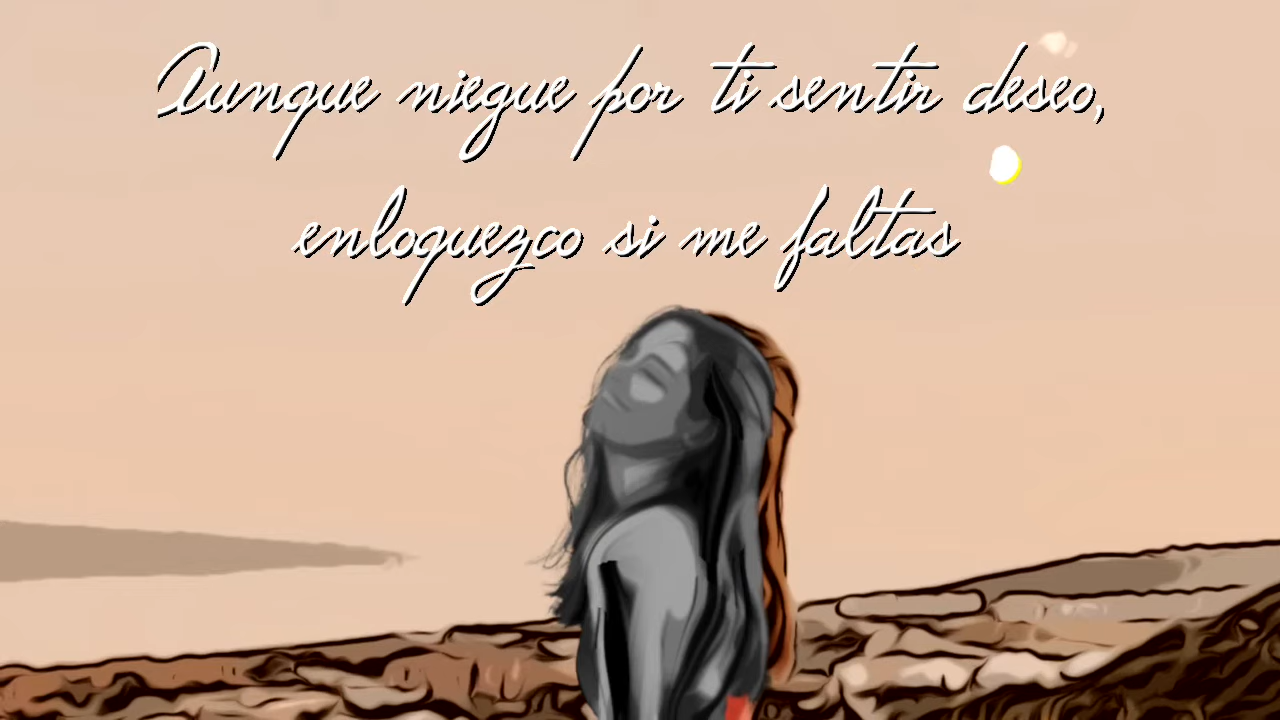 Aunque niegue por ti sentir deseo,
enloquezco si me faltas